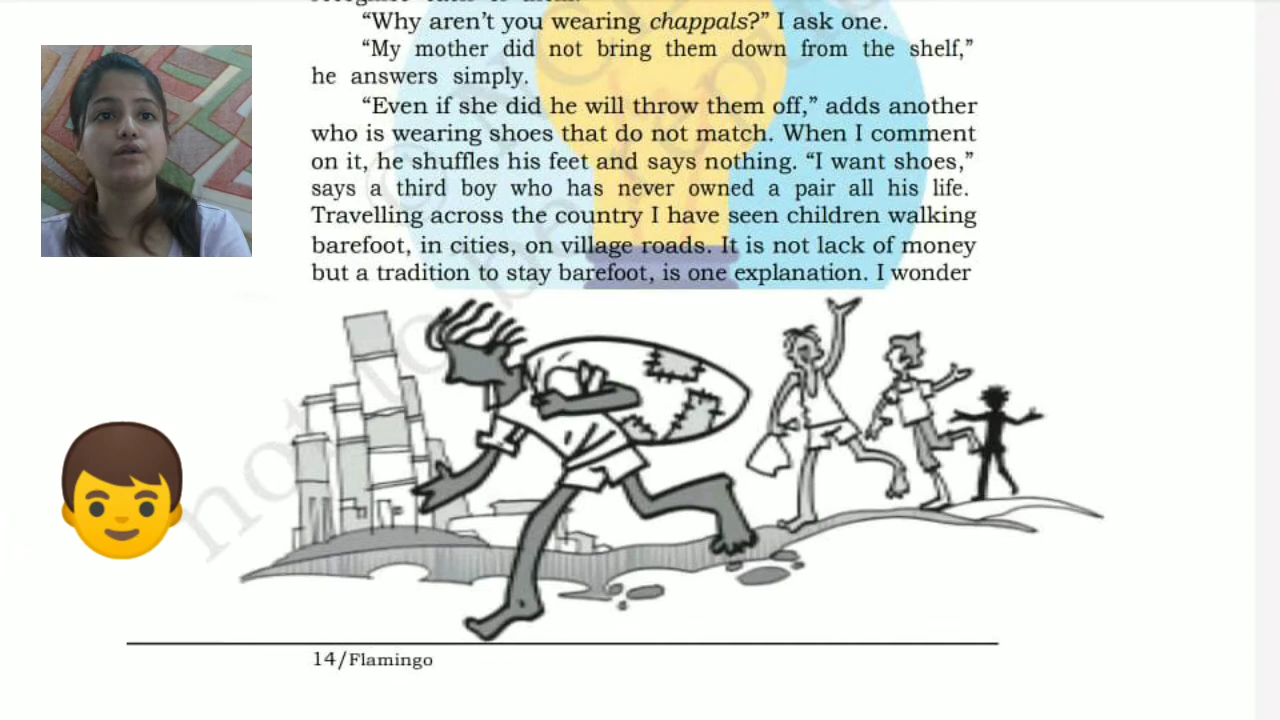 “Why aren’t you wearing chappals?” I ask one.
“My mother did not bring them down from the shelf,”
he answers simply.
“Even if she did he will throw them off,” adds another
who is wearing shoes that do not match. When I comment
on it, he shuffles his feet and says nothing. “I want shoes,”
says a third boy who has never owned a pair all his life.
Travelling across the country I have seen children walking
barefoot, in cities, on village roads. It is not lack of money
but a tradition to stay barefoot, is one explanation. I wonder
not to be
14/Flamingo